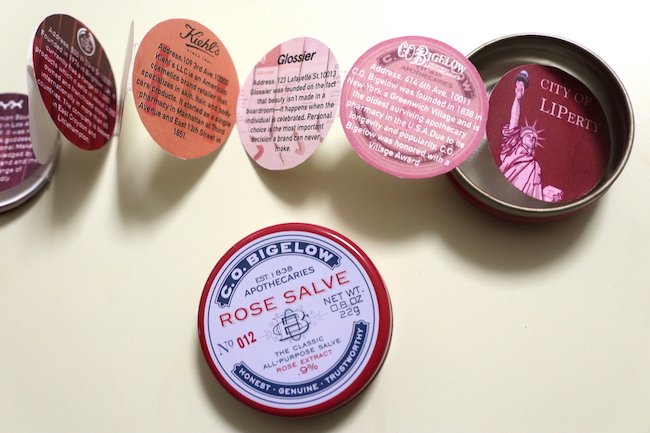 NYX
Address: 109 3rd Ave, 10003
Kiehl's
SINCE 1851
Kiehl's LLC is an American
cosmetics brand retailer that
specializes in skin, hair, and body
care products. It started as a single
pharmacy in Manhattan at Third
Avenue and East 13th Street in
1851.
Glossier
Address: 123 Lafayette St, 10013
Glossier was founded on the fact
that beauty isn't made in a
boardroom—it happens when the
individual is celebrated. Personal
choice is the most important
decision a brand can never
make.
C.O. BIGELOW
Address: 414 6th Ave, 10011
C.O. Bigelow was founded in 1838 in
New York, a Greenwich Village and is
the oldest surviving apothecary
pharmacy in the U.S.A. Due to its
longevity and popularity, C.O.
Bigelow was honored with a
Village Award
CITY OF
LIPERTY
C. O. BIGELOW
EST. 1838
APOTHECARIES
ROSE SALVE
NET WT.
0.8 OZ
22g
No 012
THE CLASSIC
ALL-PURPOSE SALVE
ROSE EXTRACT
.9%
HONEST · GENUINE · TRUSTWORTHY